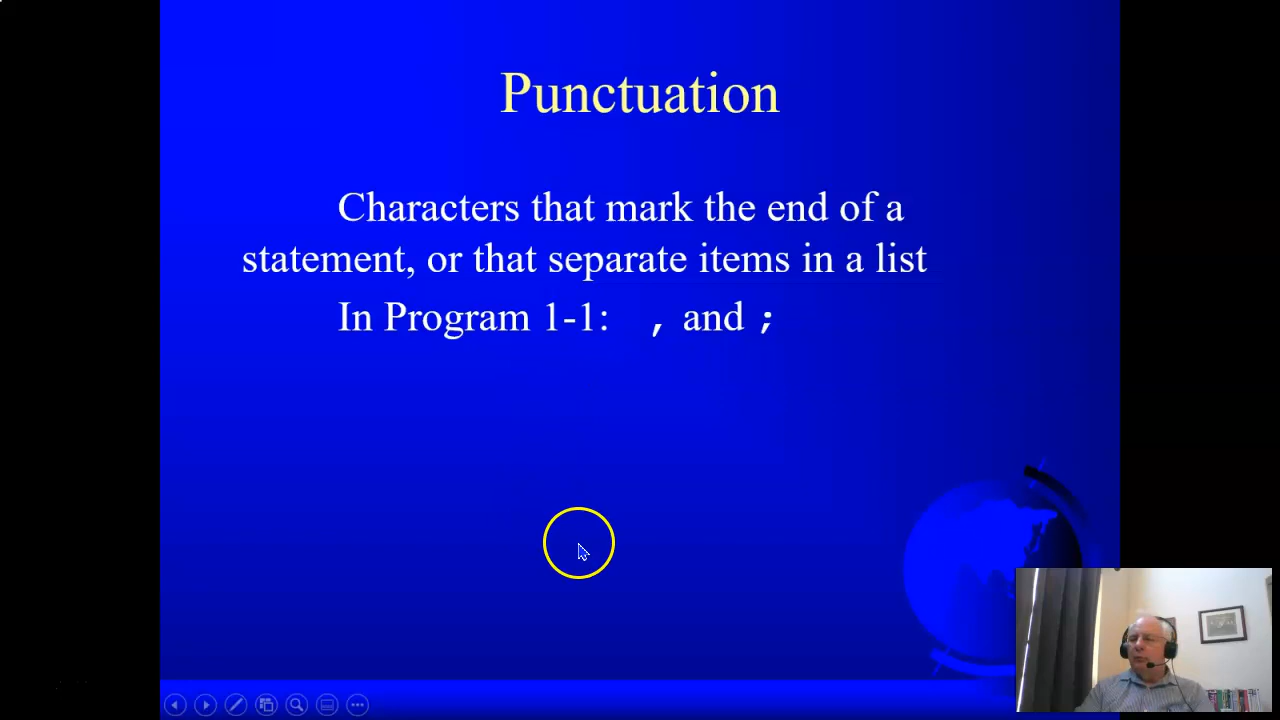 Punctuation
Characters that mark the end of a
statement, or that separate items in a list
In Program 1-1: , and ;